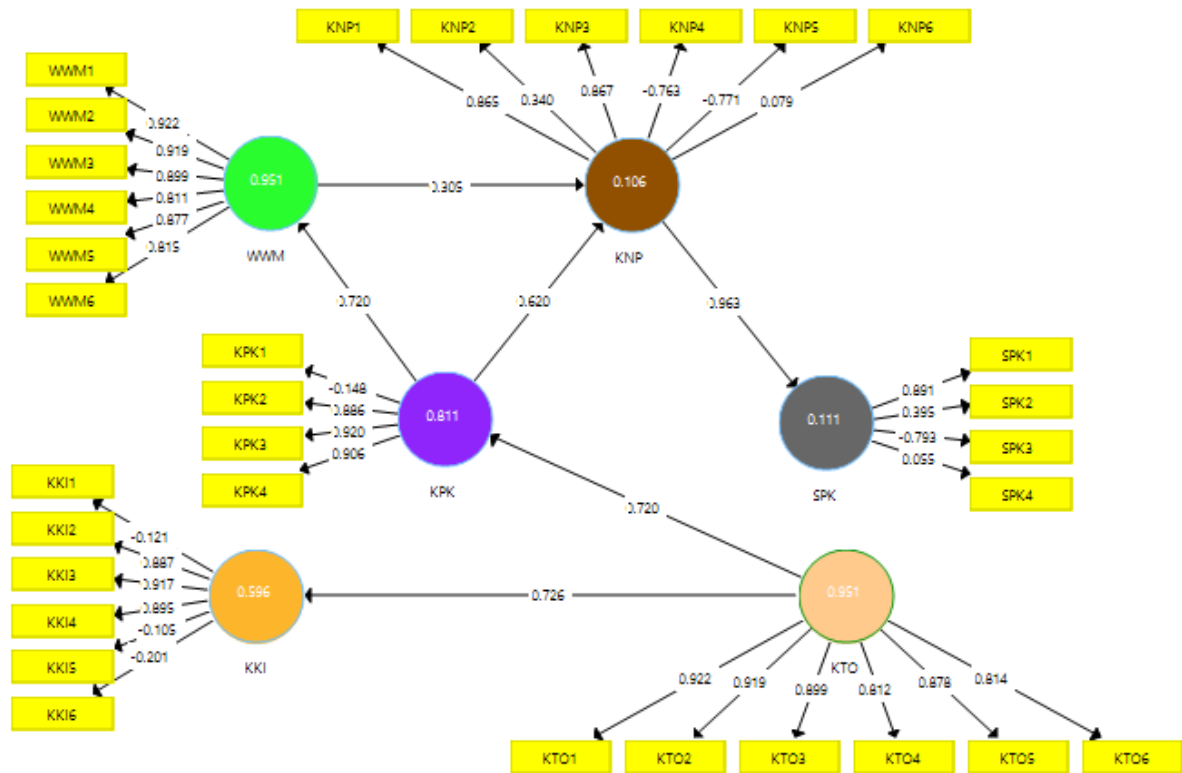 KNP1 KNP2 KNP3 KNP4 KNP5 KNP6
0.865 0.340 0.867 -0.763 -0.771 0.079
WWM1
WWM2
WWM3
WWM4
WWM5
WWM6
0.922
0.919
0.899
0.811
0.877
0.815
0.951
WWM
0.305
0.106
KNP
0.720
0.620
0.963
KPK1
KPK2
KPK3
KPK4
-0.148
0.886
0.920
0.906
0.811
KPK
0.111
SPK
0.891
0.395
-0.793
0.055
SPK1
SPK2
SPK3
SPK4
KKI1
KKI2
KKI3
KKI4
KKI5
KKI6
-0.121
0.887
0.917
0.895
-0.105
-0.201
0.596
KKI
0.726
0.720
0.951
KTO
0.922 0.919 0.899 0.812 0.878 0.814
KTO1 KTO2 KTO3 KTO4 KTO5 KTO6